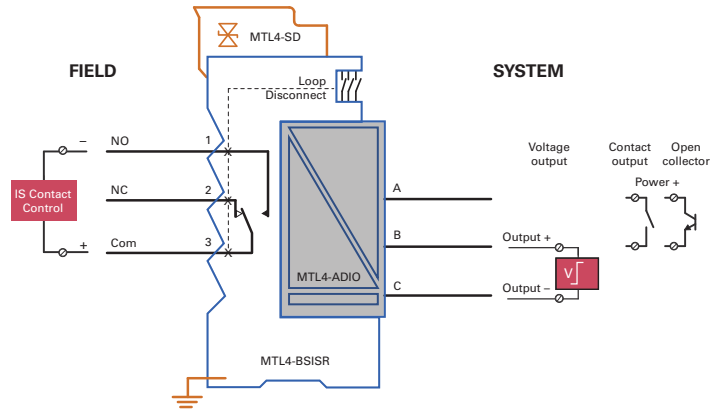 MTL4-SD
FIELD
SYSTEM
Loop
Disconnect
– NO 1
NC 2
+ Com 3
IS Contact
Control
A
B
C
MTL4-ADIO
MTL4-BSISR
Voltage
output
Contact
output
Open
collector
Power +
Output +
V
Output –